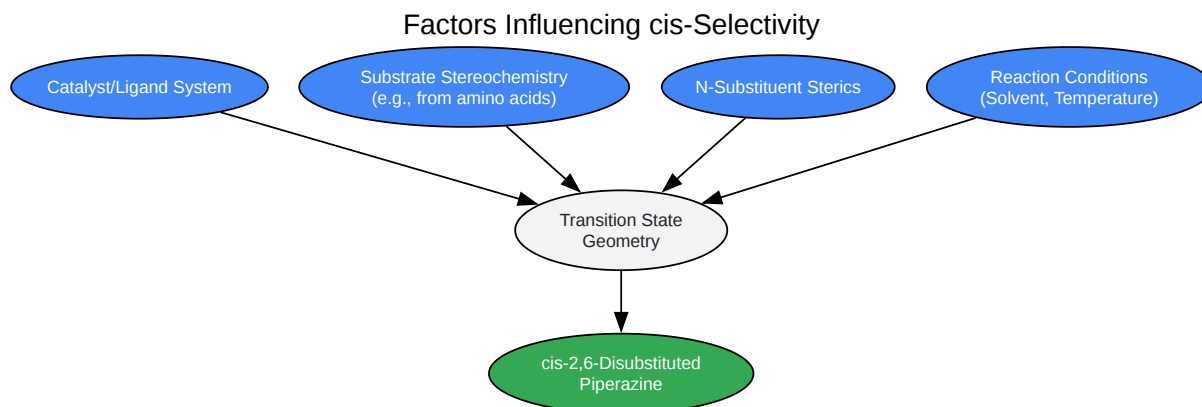 Factors Influencing cis-Selectivity
Catalyst/Ligand System
Substrate Stereochemistry
(e.g., from amino acids)
N-Substituent Sterics
Reaction Conditions
(Solvent, Temperature)
Transition State
Geometry
cis-2,6-Disubstituted
Piperazine